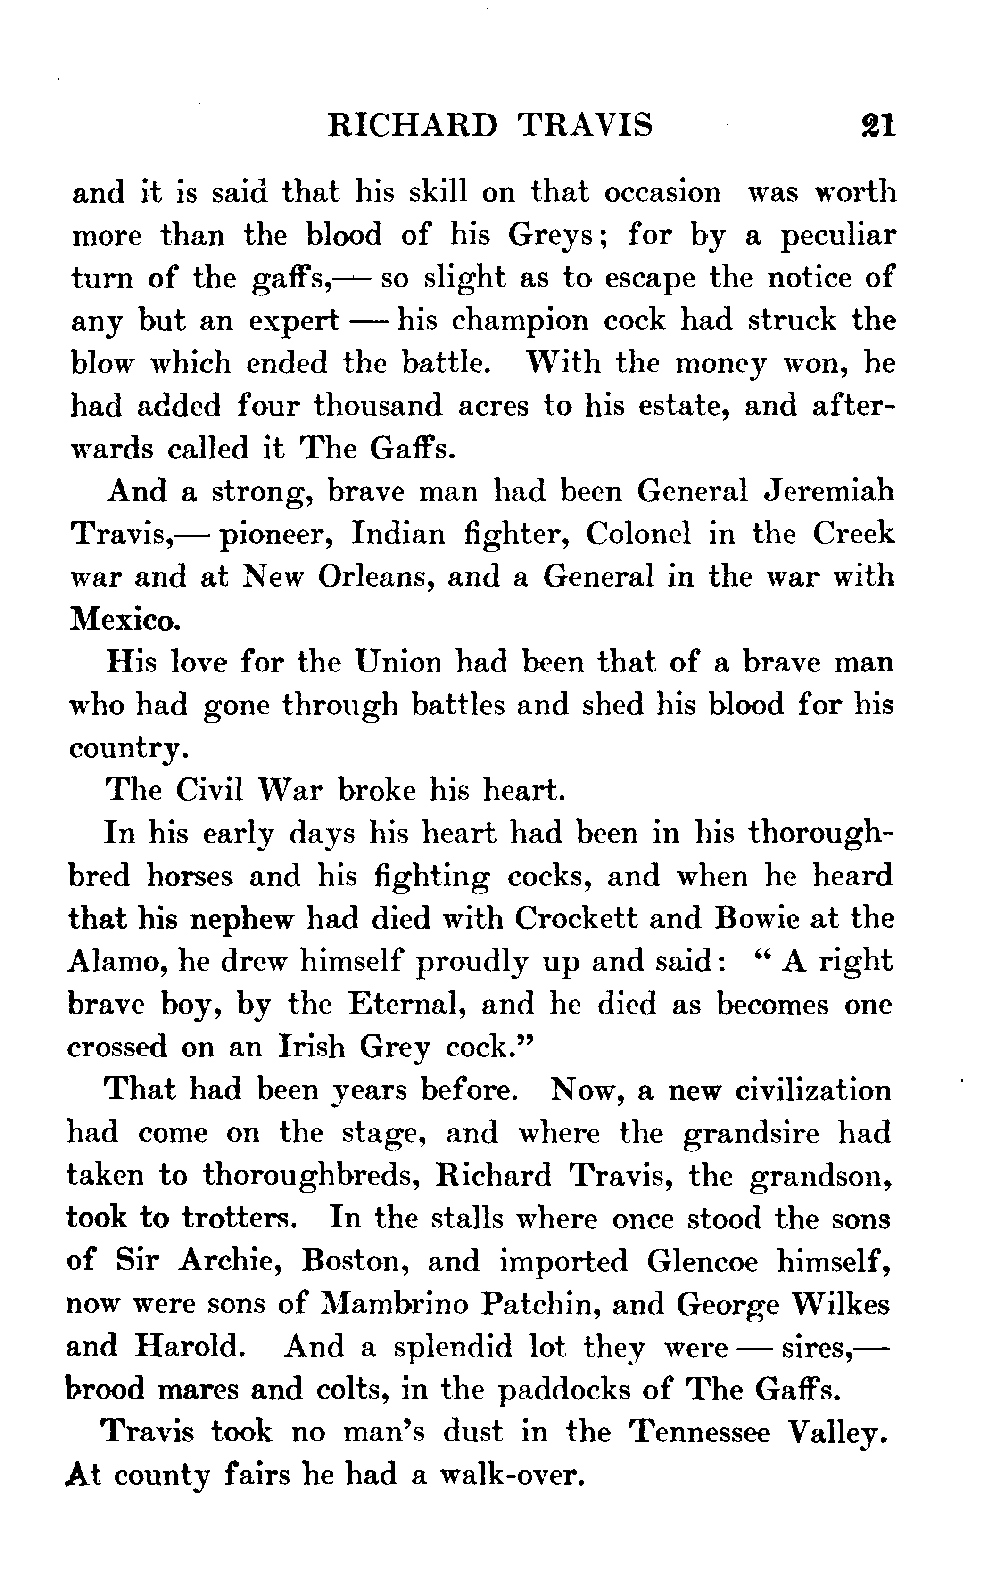 RICHARD TRAVIS 21
and it is said that his skill on that occasion was worth
more than the blood of his Greys; for by a peculiar
turn of the gaffs,— so slight as to escape the notice of
any but an expert — his champion cock had struck the
blow which ended the battle. With the money won, he
had added four thousand acres to his estate, and after-
wards called it The Gaffs.
And a strong, brave man had been General Jeremiah
Travis,— pioneer, Indian fighter, Colonel in the Creek
war and at New Orleans, and a General in the war with
Mexico.
His love for the Union had been that of a brave man
who had gone through battles and shed his blood for his
country.
The Civil War broke his heart.
In his early days his heart had been in his thorough-
bred horses and his fighting cocks, and when he heard
that his nephew had died with Crockett and Bowie at the
Alamo, he drew himself proudly up and said: “ A right
brave boy, by the Eternal, and he died as becomes one
crossed on an Irish Grey cock.”
That had been years before. Now, a new civilization
had come on the stage, and where the grandsire had
taken to thoroughbreds, Richard Travis, the grandson,
took to trotters. In the stalls where once stood the sons
of Sir Archie, Boston, and imported Glencoe himself,
now were sons of Mambrino Patchin, and George Wilkes
and Harold. And a splendid lot they were — sires,—
brood mares and colts, in the paddocks of The Gaffs.
Travis took no man’s dust in the Tennessee Valley.
At county fairs he had a walk-over.